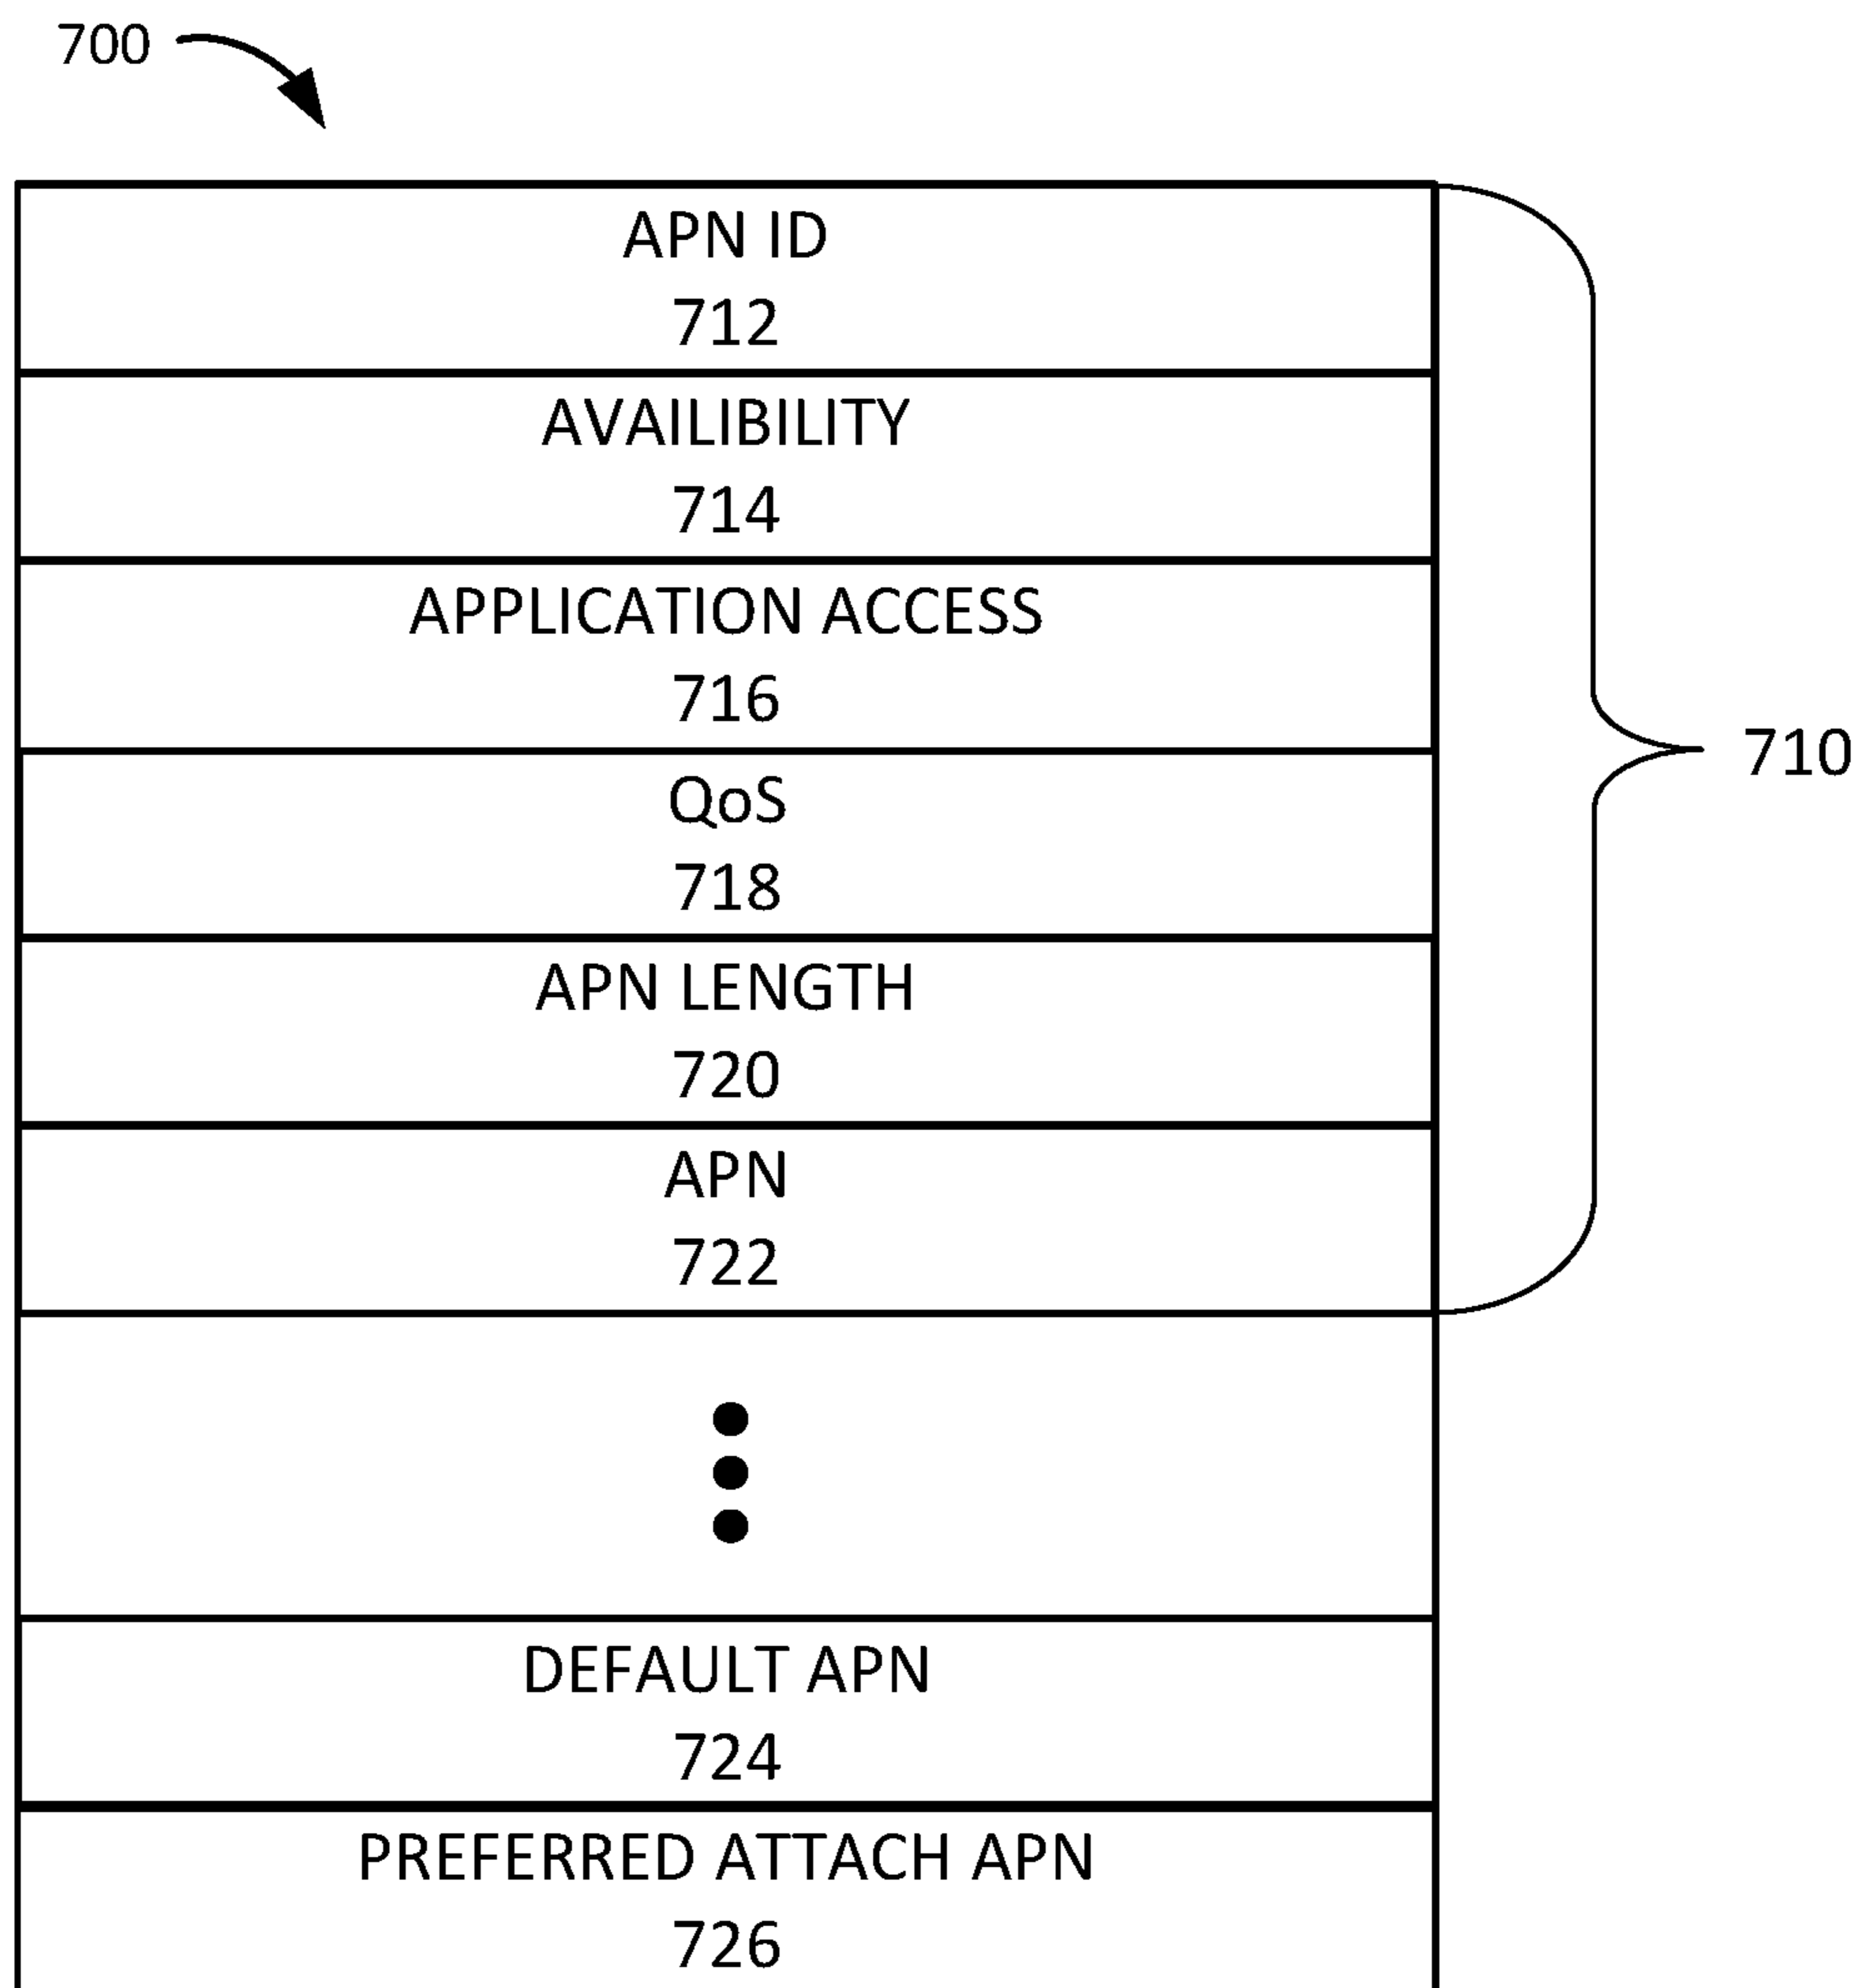 700
APN ID
712
AVAILIBILITY
714
APPLICATION ACCESS
716
QoS
718
710
APN LENGTH
720
APN
722
DEFAULT APN
724
PREFERRED ATTACH APN
726